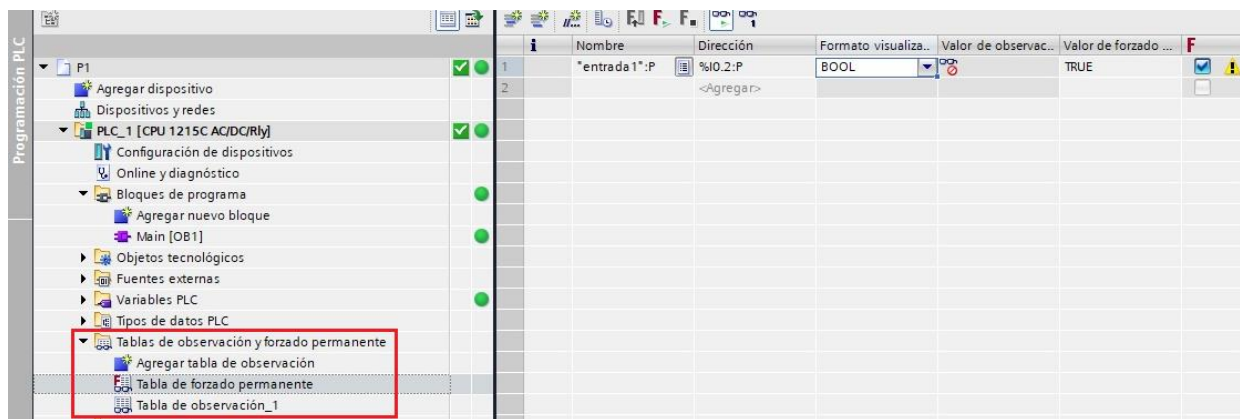 Programación PLC
P1
Agregar dispositivo
Dispositivos y redes
PLC_1 [CPU 1215C AC/DC/Rly]
Configuración de dispositivos
Online y diagnóstico
Bloques de programa
Agregar nuevo bloque
Main [OB1]
Objetos tecnológicos
Fuentes externas
Variables PLC
Tipos de datos PLC
Tablas de observación y forzado permanente
Agregar tabla de observación
Tabla de forzado permanente
Tabla de observación_1
i Nombre Dirección Formato visualiza.. Valor de observac.. Valor de forzado ... F
1 "entrada1":P %I0.2:P BOOL TRUE
2 <Agregar>